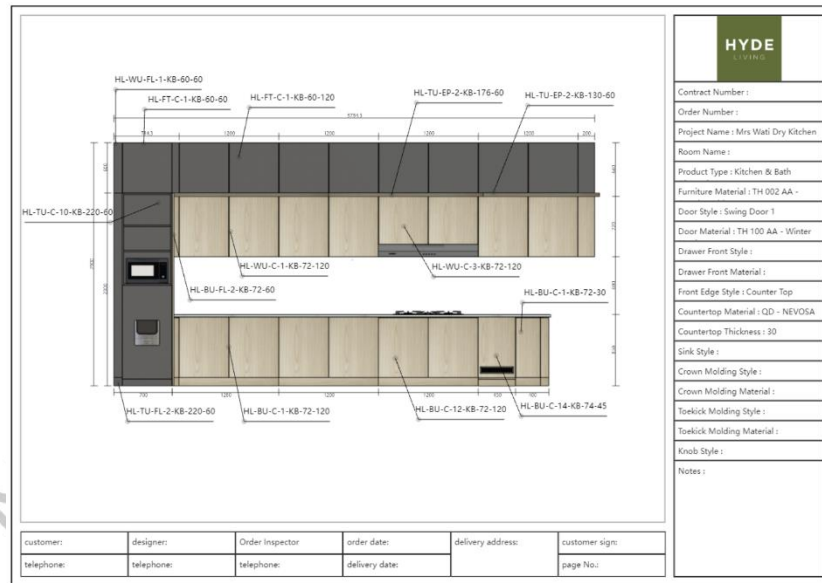 HL-WU-FL-1-KB-60-60
HL-FT-C-1-KB-60-60
HL-FT-C-1-KB-60-120
HL-TU-EP-2-KB-176-60
HL-TU-EP-2-KB-130-60
1200
1200
1200
1200
200
HL-TU-C-10-KB-220-60
HL-WU-C-1-KB-72-120
HL-WU-C-3-KB-72-120
HL-BU-FL-2-KB-72-60
HL-BU-C-1-KB-72-30
700
1200
1200
1200
HL-TU-FL-2-KB-220-60
HL-BU-C-1-KB-72-120
HL-BU-C-12-KB-72-120
HL-BU-C-14-KB-74-45
HYDE
LIVING
Contract Number :
Order Number :
Project Name : Mrs Wati Dry Kitchen
Room Name :
Product Type : Kitchen & Bath
Furniture Material : TH 002 AA -
Door Style : Swing Door 1
Door Material : TH 100 AA - Winter
Drawer Front Style :
Drawer Front Material :
Front Edge Style : Counter Top
Countertop Material : QD - NEVOSA
Countertop Thickness : 30
Sink Style :
Crown Molding Style :
Crown Molding Material :
Toekick Molding Style :
Toekick Molding Material :
Knob Style :
Notes :
customer:
designer:
Order Inspector
order date:
delivery address:
customer sign:
telephone:
telephone:
telephone:
delivery date:
page No.: